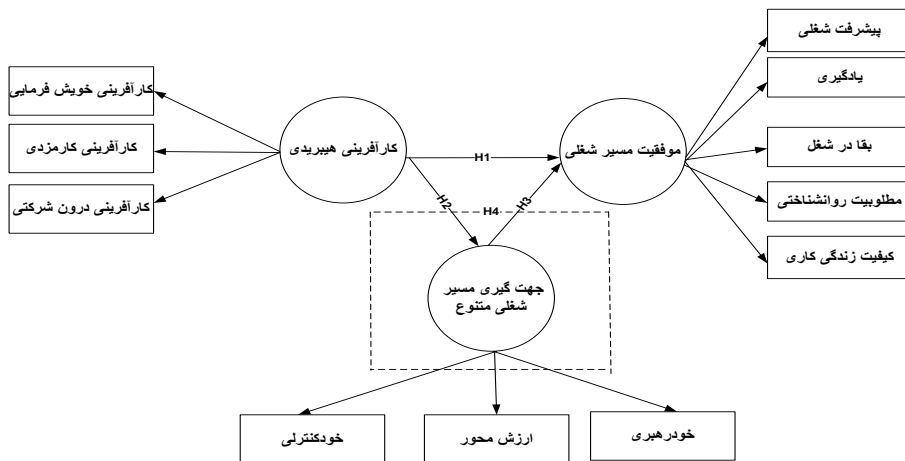 پیشرفت شغلی
یادگیری
بقا در شغل
مطلوبیت روانشناختی
کیفیت زندگی کاری
موفقیت مسیر شغلی
H1
کارآفرینی هیبریدی
کارآفرینی خویش فرمایی
کارآفرینی کارمزدی
کارآفرینی درون شرکتی
H2
H3
H4
جهت گیری مسیر
شغلی متنوع
خودرهبری
ارزش محور
خودکنترلی